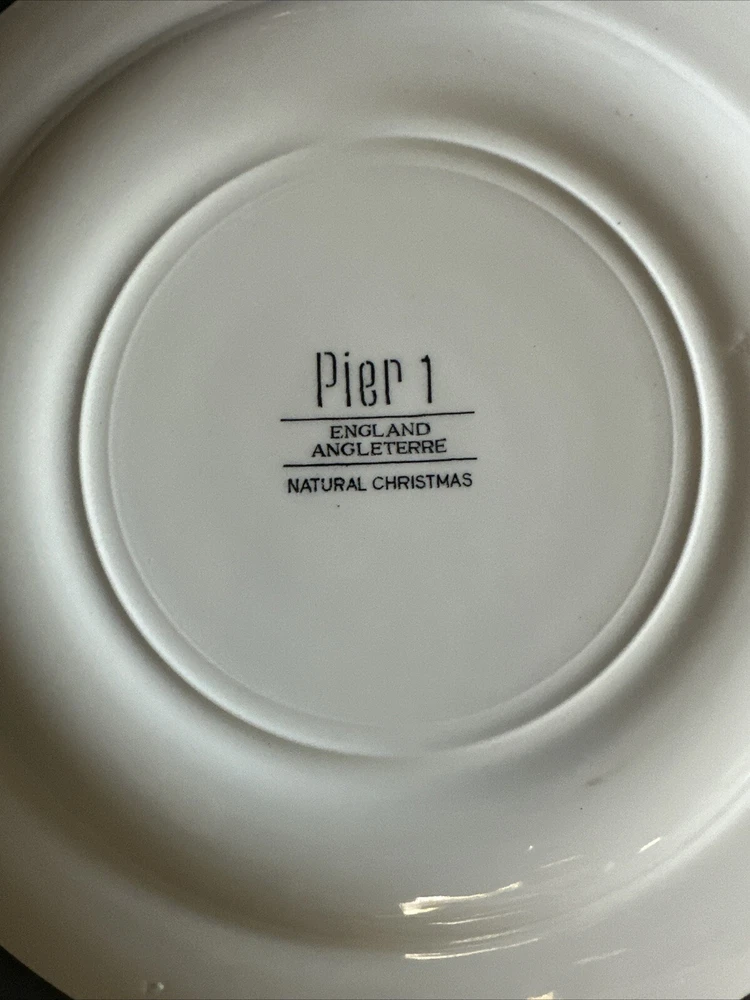 Pier 1
ENGLAND
ANGLETERRE
NATURAL CHRISTMAS